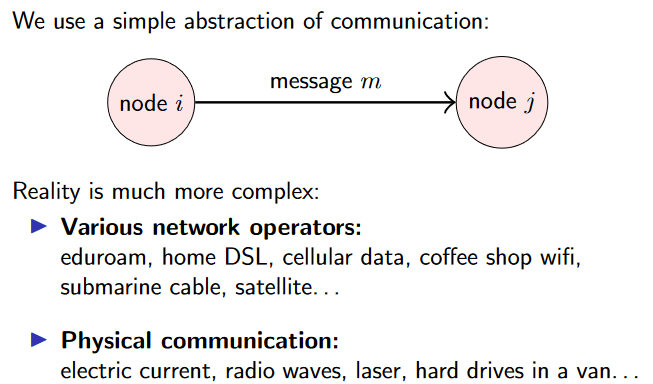 We use a simple abstraction of communication:
message m
node i
node j
Reality is much more complex:
▶ Various network operators:
eduroam, home DSL, cellular data, coffee shop wifi,
submarine cable, satellite...
▶ Physical communication:
electric current, radio waves, laser, hard drives in a van...